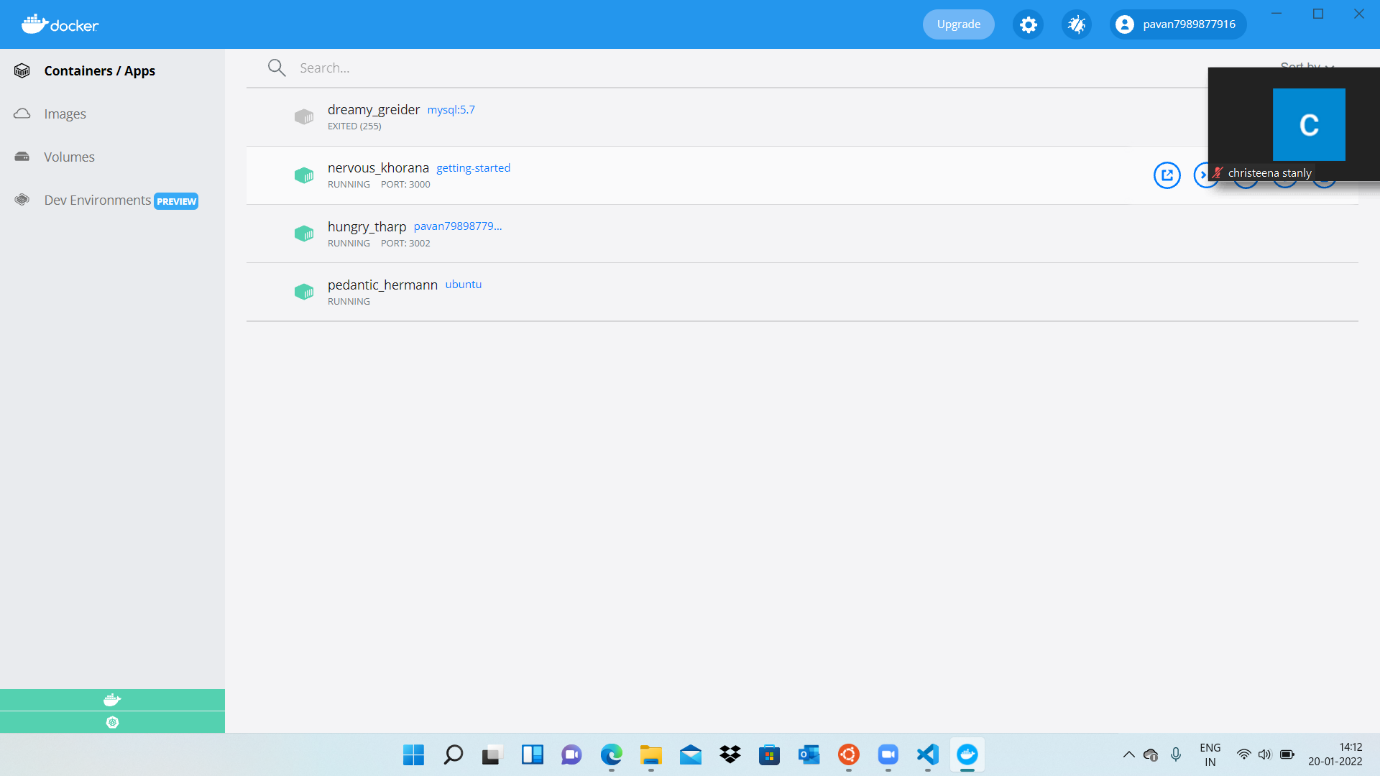 docker
Upgrade
pavan7989877916
Containers / Apps
Images
Volumes
Dev Environments PREVIEW
Search...
Sort by
dreamy_greider mysql:5.7
EXITED (255)
nervous_khorana getting-started
RUNNING PORT: 3000
hungry_tharp pavan79898779...
RUNNING PORT: 3002
pedantic_hermann ubuntu
RUNNING
C
christeena stanly
ENG
IN
14:12
20-01-2022